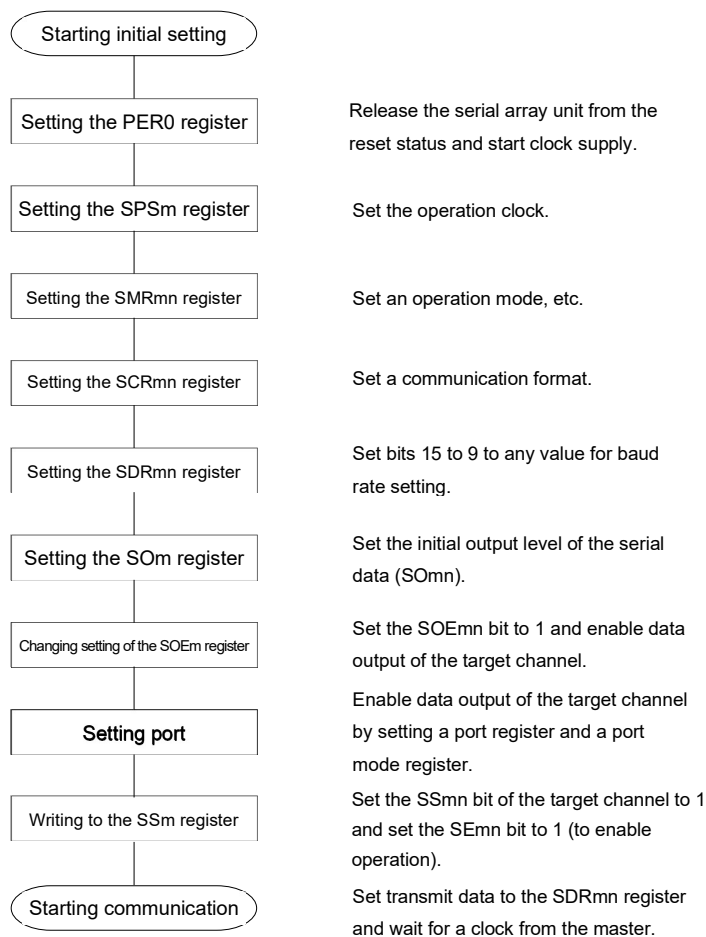 Starting initial setting
Setting the PER0 register
Release the serial array unit from the
reset status and start clock supply.
Setting the SPSm register
Set the operation clock.
Setting the SMRmn register
Set an operation mode, etc.
Setting the SCRmn register
Set a communication format.
Setting the SDRmn register
Set bits 15 to 9 to any value for baud
rate setting.
Setting the SOm register
Set the initial output level of the serial
data (SOmn).
Changing setting of the SOEm register
Set the SOEmn bit to 1 and enable data
output of the target channel.
Setting port
Enable data output of the target channel
by setting a port register and a port
mode register.
Writing to the SSm register
Set the SSmn bit of the target channel to 1
and set the SEmn bit to 1 (to enable
operation).
Starting communication
Set transmit data to the SDRmn register
and wait for a clock from the master.